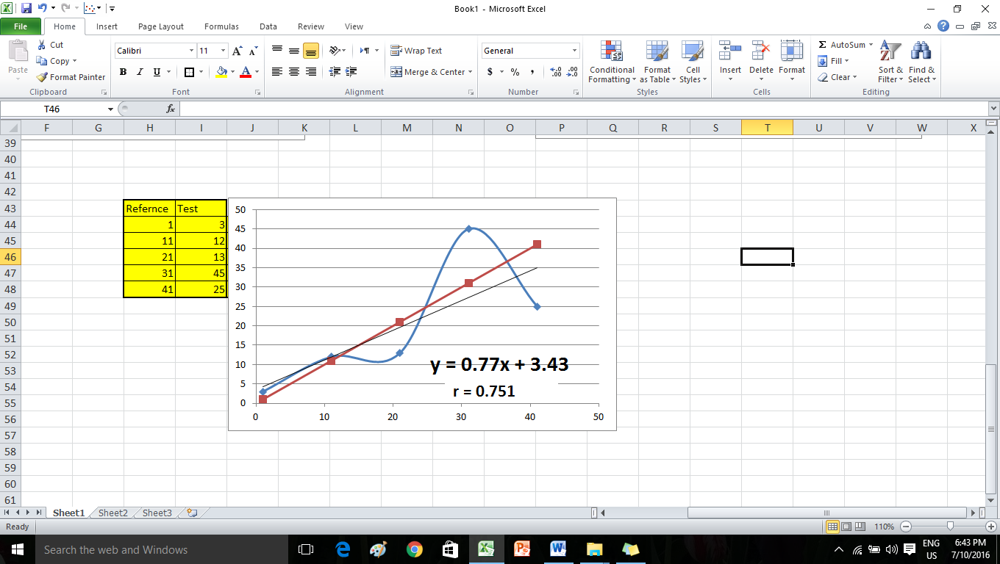 Book1 - Microsoft Excel
File Home Insert Page Layout Formulas Data Review View
Paste
Cut
Copy
Format Painter
Clipboard
Calibri 11
B I U
Font
Wrap Text
Merge & Center
Alignment
General
$ % ,
Number
Conditional Formatting
Format as Table
Cell Styles
Styles
Insert Delete Format
Cells
AutoSum
Fill
Clear
Sort & Filter
Find & Select
Editing
T46 fx
F G H I J K L M N O P Q R S T U V W X
39
40
41
42
43 Refernce Test
44 1 3
45 11 12
46 21 13
47 31 45
48 41 25
49
50
51
52
53
54
55
56
57
58
59
60
61
50
45
40
35
30
25
20
15
10
5
0
0 10 20 30 40 50
y = 0.77x + 3.43
r = 0.751
Sheet1 Sheet2 Sheet3
Ready 110%
Search the web and Windows
ENG
US
6:43 PM
7/10/2016